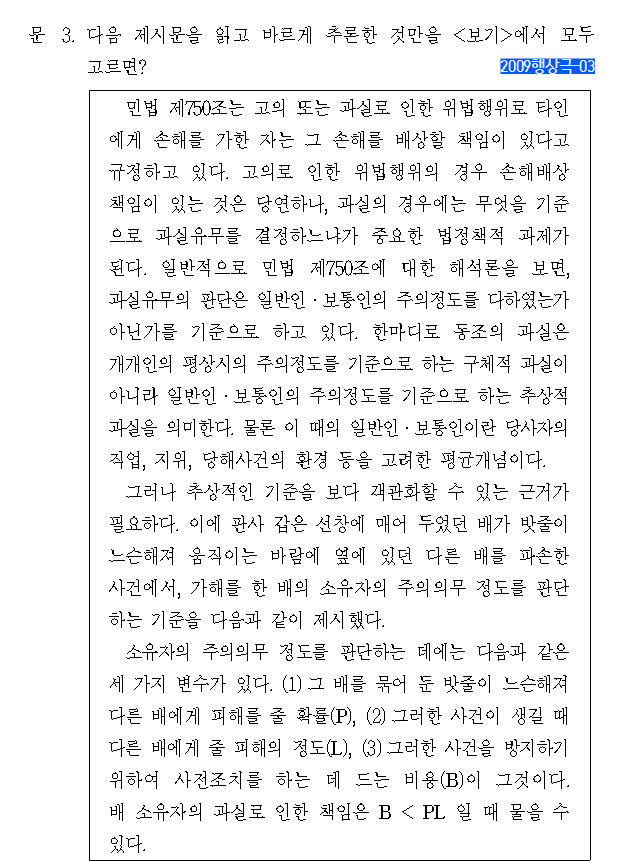 문 3. 다음 제시문을 읽고 바르게 추론한 것만을 <보기>에서 모두
고르면?
2009행상극-03
민법 제750조는 고의 또는 과실로 인한 위법행위로 타인
에게 손해를 가한 자는 그 손해를 배상할 책임이 있다고
규정하고 있다. 고의로 인한 위법행위의 경우 손해배상
책임이 있는 것은 당연하나, 과실의 경우에는 무엇을 기준
으로 과실유무를 결정하느냐가 중요한 법정책적 과제가
된다. 일반적으로 민법 제750조에 대한 해석론을 보면,
과실유무의 판단은 일반인·보통인의 주의정도를 다하였는가
아닌가를 기준으로 하고 있다. 한마디로 동조의 과실은
개개인의 평상시의 주의정도를 기준으로 하는 구체적 과실이
아니라 일반인·보통인의 주의정도를 기준으로 하는 추상적
과실을 의미한다. 물론 이 때의 일반인·보통인이란 당사자의
직업, 지위, 당해사건의 환경 등을 고려한 평균개념이다.
그러나 추상적인 기준을 보다 객관화할 수 있는 근거가
필요하다. 이에 판사 갑은 선창에 매어 두었던 배가 밧줄이
느슨해져 움직이는 바람에 옆에 있던 다른 배를 파손한
사건에서, 가해를 한 배의 소유자의 주의의무 정도를 판단
하는 기준을 다음과 같이 제시했다.
소유자의 주의의무 정도를 판단하는 데에는 다음과 같은
세 가지 변수가 있다. (1) 그 배를 묶어 둔 밧줄이 느슨해져
다른 배에게 피해를 줄 확률(P), (2) 그러한 사건이 생길 때
다른 배에게 줄 피해의 정도(L), (3) 그러한 사건을 방지하기
위하여 사전조치를 하는 데 드는 비용(B)이 그것이다.
배 소유자의 과실로 인한 책임은 B < PL 일 때 물을 수
있다.